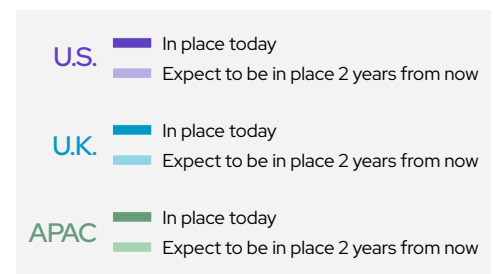 U.S.
In place today
Expect to be in place 2 years from now
U.K.
In place today
Expect to be in place 2 years from now
APAC
In place today
Expect to be in place 2 years from now